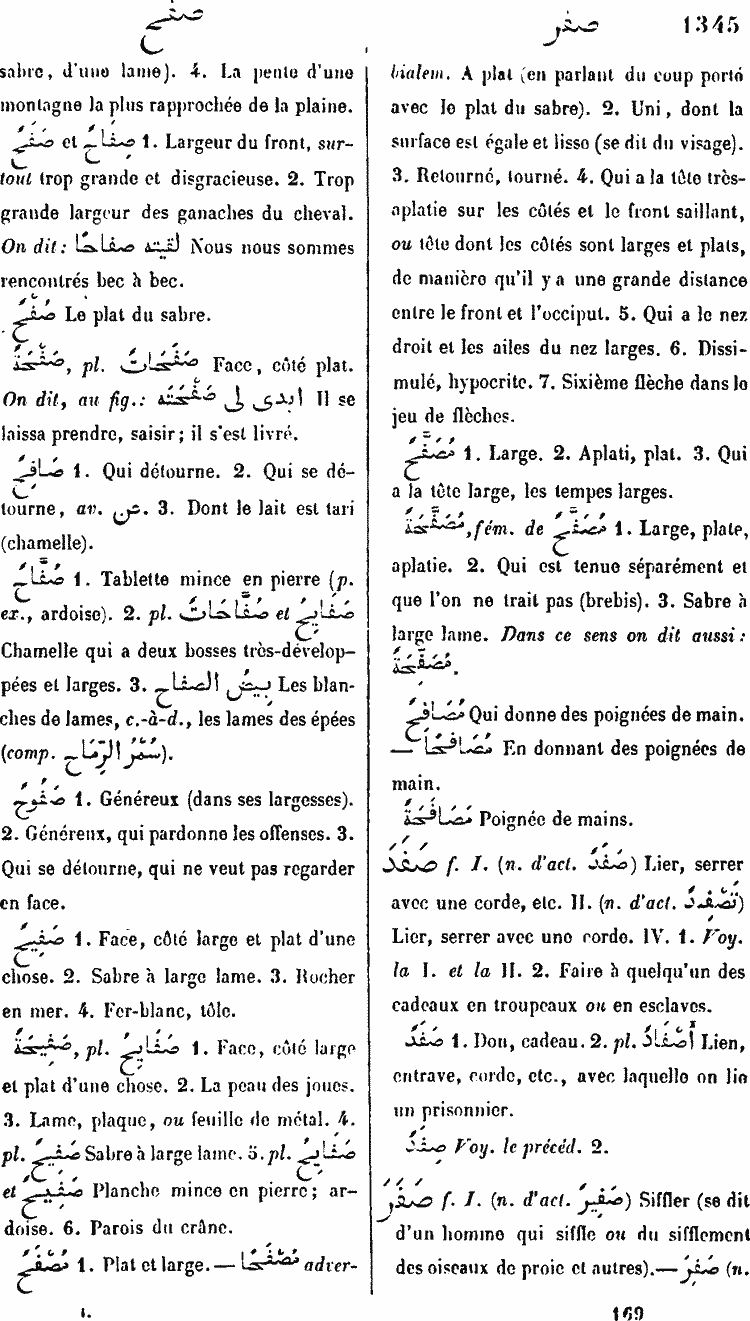 صفح
صفر 1345
sabre, d'une lame). 4. La pente d'une
montagne la plus rapprochée de la plaine.
صَفَحٌ et صِفَاحٌ 1. Largeur du front, sur-
tout trop grande et disgracieuse. 2. Trop
grande largeur des ganaches du cheval.
On dit: لقيته صفاحًا Nous nous sommes
rencontrés bec à bec.
صُفْحٌ Le plat du sabre.
صَفْحَةٌ, pl. صَفْحَاتٌ Face, côté plat.
On dit, au fig.: ابدى لى صَفْحَتَه Il se
laissa prendre, saisir; il s'est livré.
صَافِحٌ 1. Qui détourne. 2. Qui se dé-
tourne, av. عن. 3. Dont le lait est tari
(chamelle).
صُفَّاحٌ 1. Tablette mince en pierre (p.
ex., ardoise). 2. pl. صُفَّاحَاتٌ et صَفَايِحٌ
Chamelle qui a deux bosses très-dévelop-
pées et larges. 3. بِيضُ الصفاح Les blan-
ches de lames, c.-à-d., les lames des épées
(comp. سُمْرُ الرِّمَاحِ).
صَفُوحٌ 1. Généreux (dans ses largesses).
2. Généreux, qui pardonne les offenses. 3.
Qui se détourne, qui ne veut pas regarder
en face.
صَفِيحٌ 1. Face, côté large et plat d'une
chose. 2. Sabre à large lame. 3. Rocher
en mer. 4. Fer-blanc, tôle.
صَفِيحَةٌ, pl. صَفَايِحٌ 1. Face, côté large
et plat d'une chose. 2. La peau des joues.
3. Lame, plaque, ou feuille de métal. 4.
pl. صَفِيحٌ Sabre à large lame. 5. pl. صَفَايِحٌ
et صَفِيحٌ Planche mince en pierre; ar-
doise. 6. Parois du crâne.
مُصْفَحٌ 1. Plat et large. — مُصْفَحًا adver-
1.
bialem. A plat (en parlant du coup porté
avec le plat du sabre). 2. Uni, dont la
surface est égale et lisse (se dit du visage).
3. Retourné, tourné. 4. Qui a la tête très-
aplatie sur les côtés et le front saillant,
ou tête dont les côtés sont larges et plats,
de manière qu'il y a une grande distance
entre le front et l'occiput. 5. Qui a le nez
droit et les ailes du nez larges. 6. Dissi-
mulé, hypocrite. 7. Sixième flèche dans le
jeu de flèches.
مُصَفَّحٌ 1. Large. 2. Aplati, plat. 3. Qui
a la tête large, les tempes larges.
مُصَفَّحَةٌ, fém. de مُصَفَّحٌ 1. Large, plate,
aplatie. 2. Qui est tenue séparément et
que l'on ne trait pas (brebis). 3. Sabre à
large lame. Dans ce sens on dit aussi:
مُصْفَحَةٌ.
مُصَافِحٌ Qui donne des poignées de main.
— مُصَافِحًا En donnant des poignées de
main.
مُصَافَحَةٌ Poignée de mains.
صَفَدَ f. I. (n. d'act. صَفْدٌ) Lier, serrer
avec une corde, etc. II. (n. d'act. تَصْفِيدٌ)
Lier, serrer avec une corde. IV. 1. Voy.
la I. et la II. 2. Faire à quelqu'un des
cadeaux en troupeaux ou en esclaves.
صَفَدٌ 1. Don, cadeau. 2. pl. أَصْفَادٌ Lien,
entrave, corde, etc., avec laquelle on lie
un prisonnier.
صَفْدٌ Voy. le précéd. 2.
صَفَرَ f. I. (n. d'act. صَفِيرٌ) Siffler (se dit
d'un homme qui siffle ou du sifflement
des oiseaux de proie et autres). — صَفِرَ (n.
169